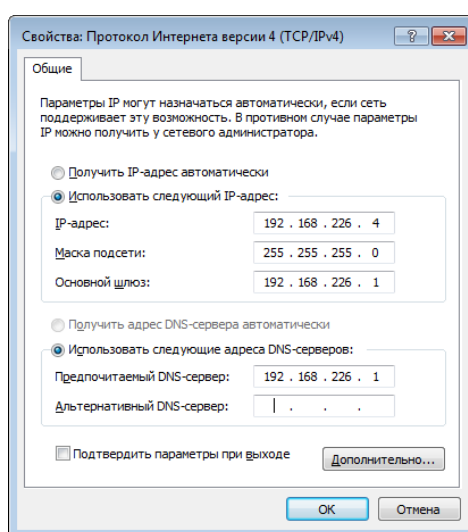 Свойства: Протокол Интернета версии 4 (TCP/IPv4)
Общие
Параметры IP могут назначаться автоматически, если сеть
поддерживает эту возможность. В противном случае параметры
IP можно получить у сетевого администратора.
Получить IP-адрес автоматически
Использовать следующий IP-адрес:
IP-адрес: 192 . 168 . 226 . 4
Маска подсети: 255 . 255 . 255 . 0
Основной шлюз: 192 . 168 . 226 . 1
Получить адрес DNS-сервера автоматически
Использовать следующие адреса DNS-серверов:
Предпочитаемый DNS-сервер: 192 . 168 . 226 . 1
Альтернативный DNS-сервер: . . .
Подтвердить параметры при выходе
Дополнительно...
ОК Отмена